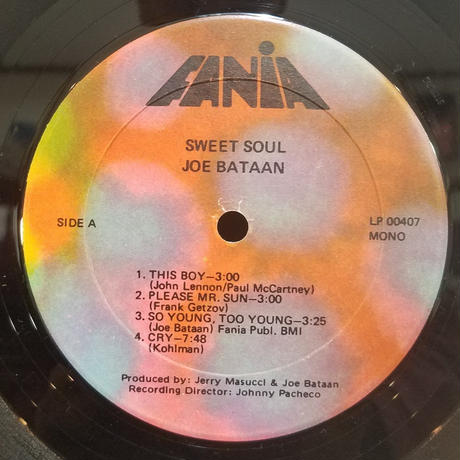 FANIA
SWEET SOUL
JOE BATAAN
SIDE A
LP 00407
MONO
1. THIS BOY—3:00
(John Lennon/Paul McCartney)
2. PLEASE MR. SUN—3:00
(Frank Getzov)
3. SO YOUNG, TOO YOUNG—3:25
(Joe Bataan) Fania Publ. BMI
4. CRY—7:48
(Kohlman)
Produced by: Jerry Masucci & Joe Bataan
Recording Director: Johnny Pacheco